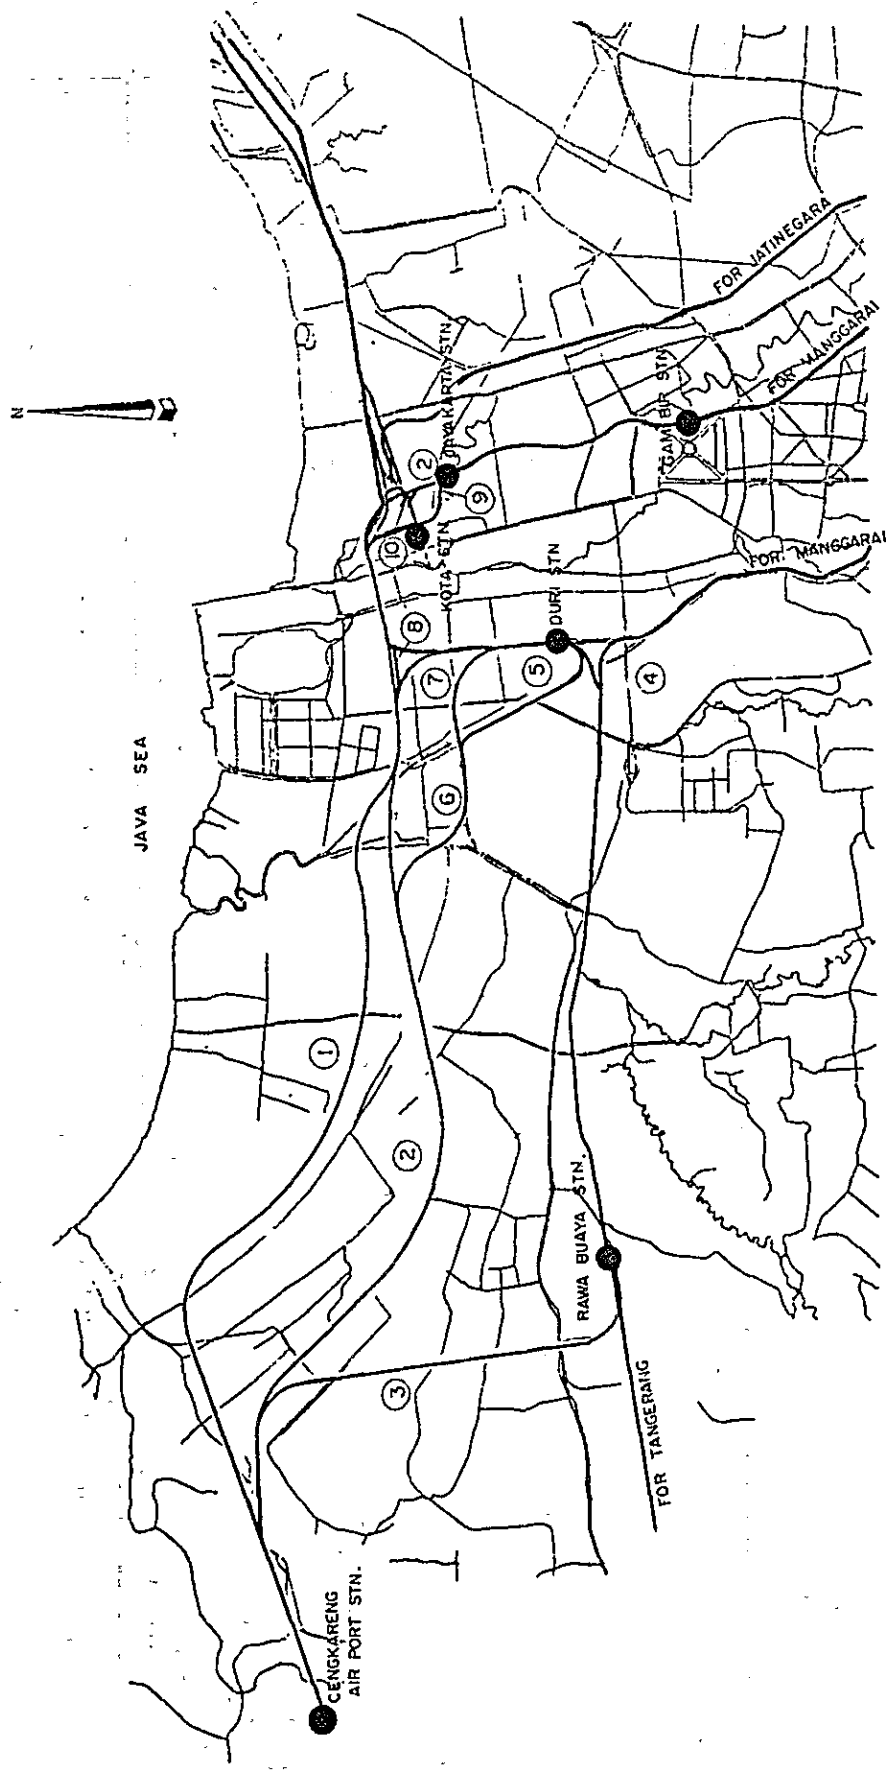 N
JAVA SEA
CENGKARENG
AIR PORT STN.
FOR TANGERANG
RAWA BUAYA STN.
DURI STN
KOTA STN
JAYAKARTA STN
GAMBIR STN
FOR MANGGARAI
FOR MANGGARAI
FOR JATINEGARA
1
2
3
4
5
6
7
8
10
9
2